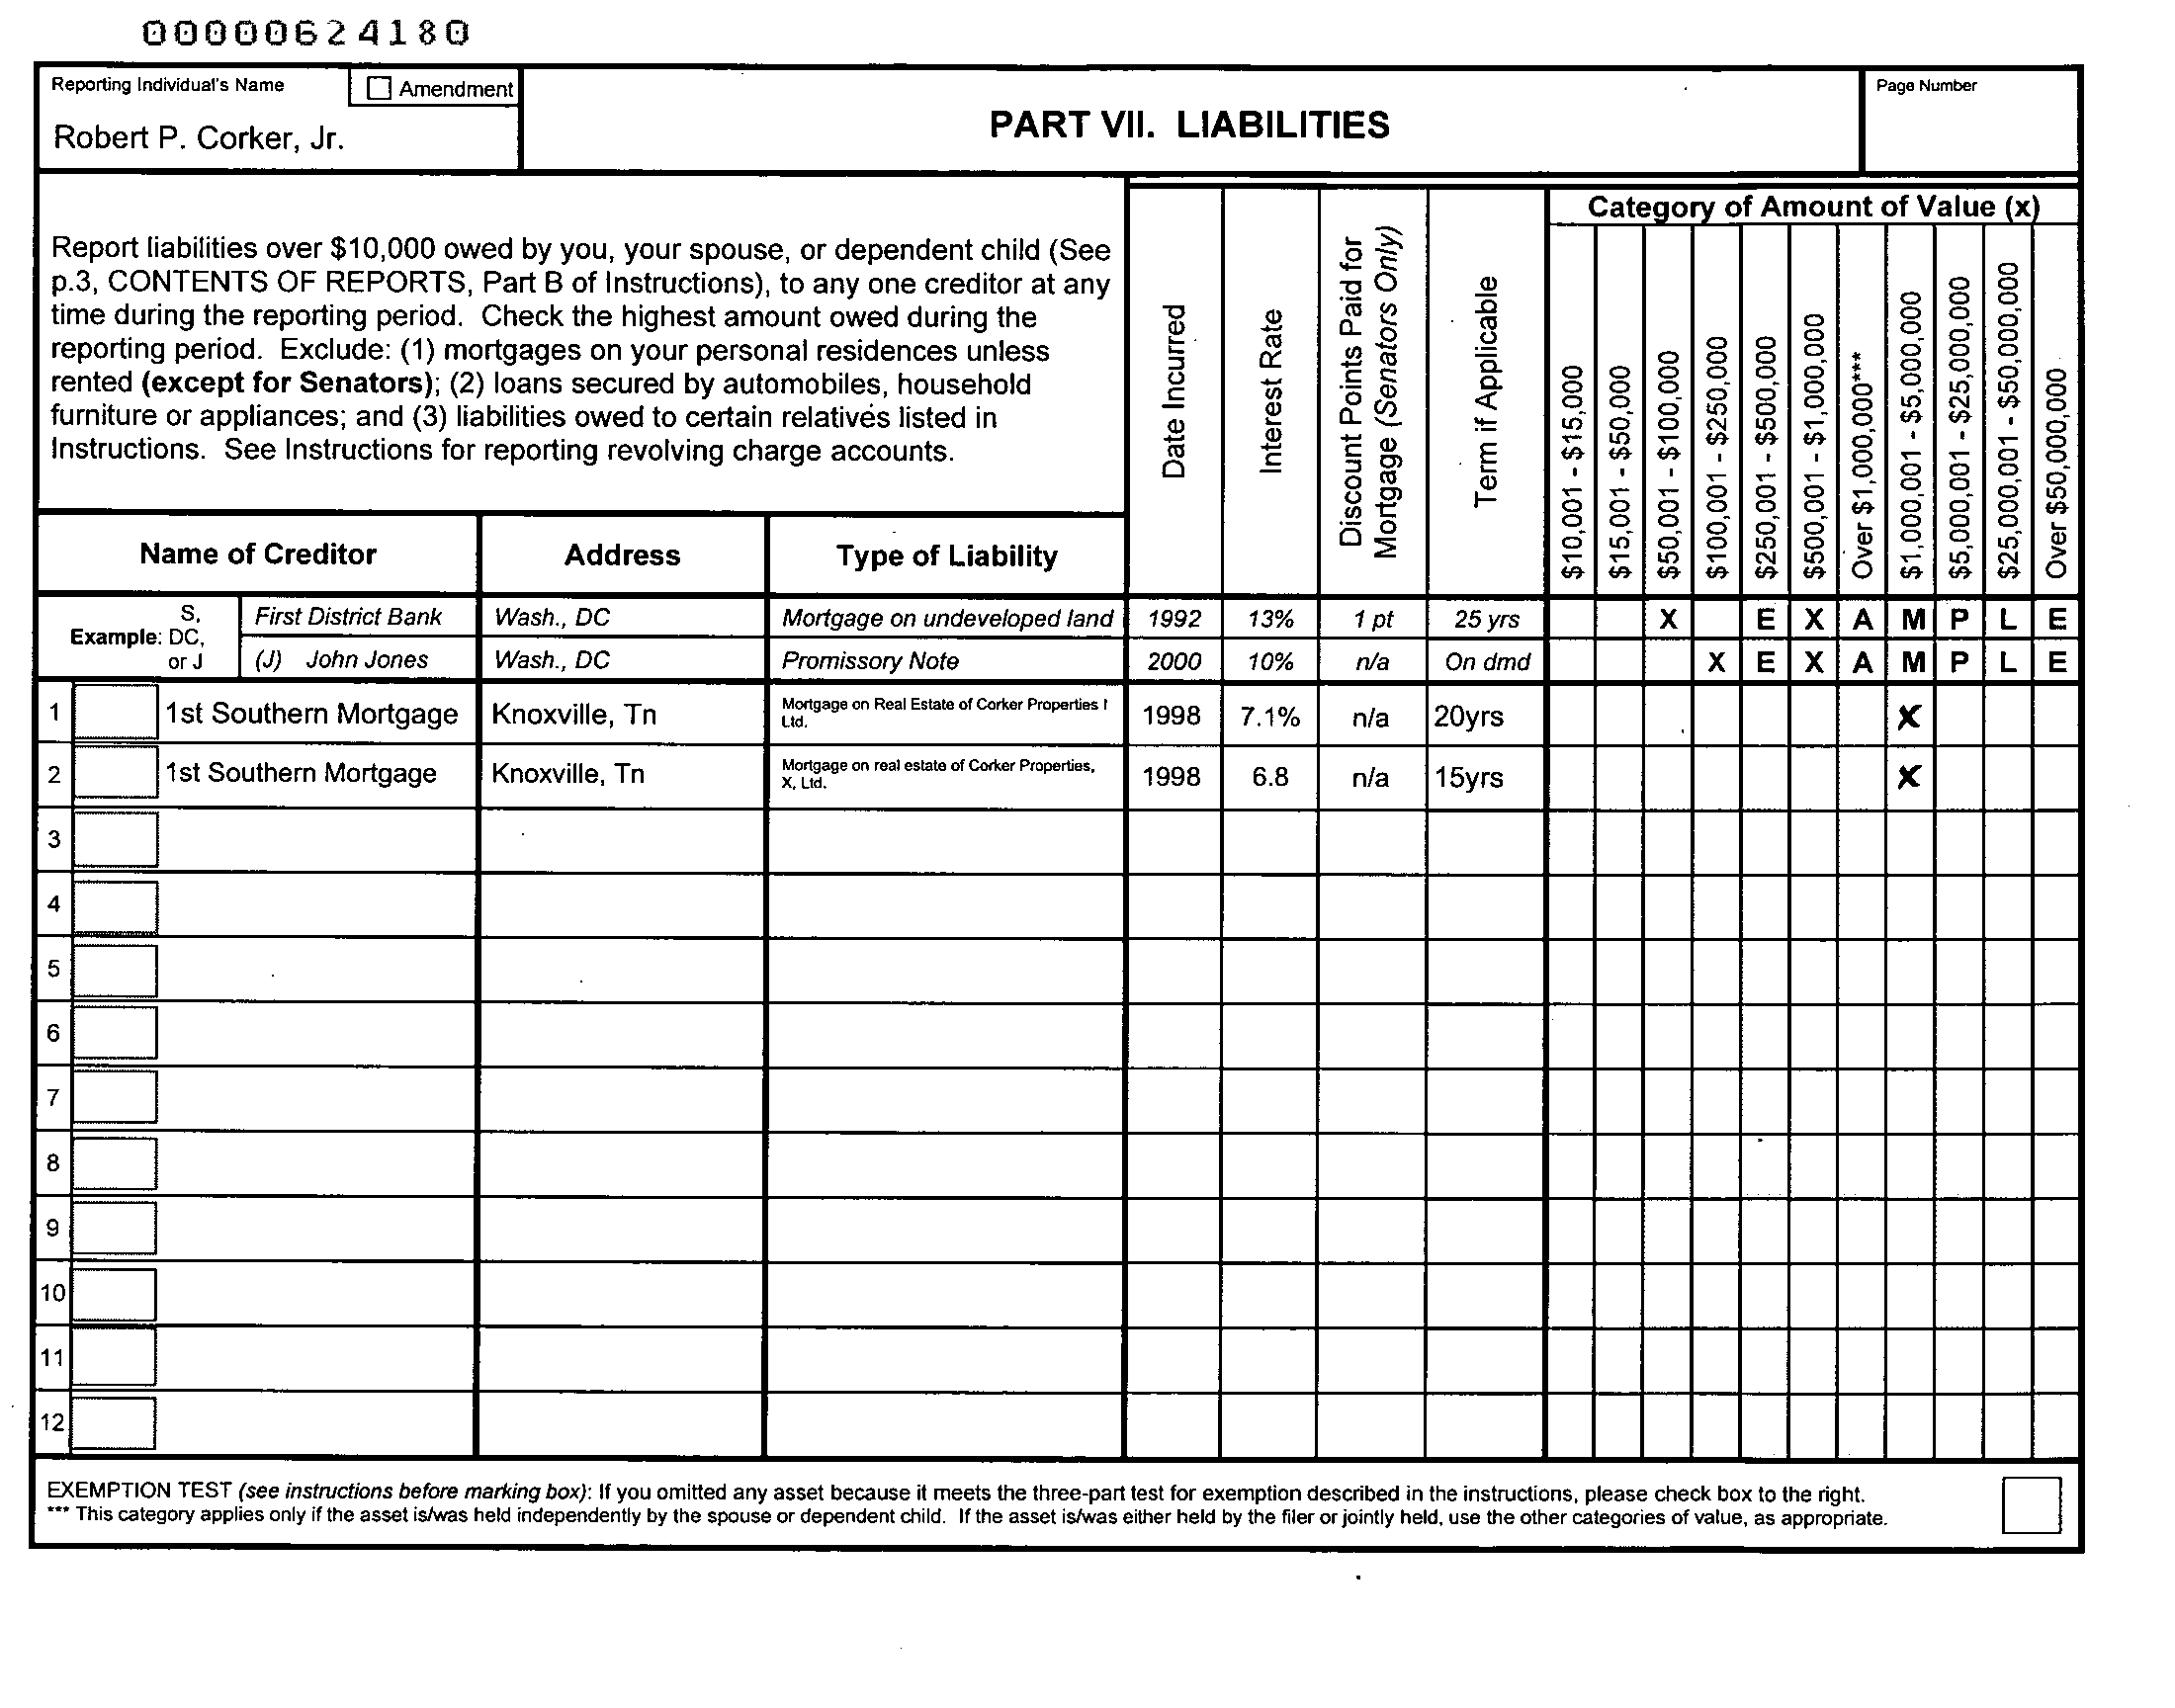 00000624180
Reporting Individual's Name
Amendment
Robert P. Corker, Jr.
PART VII. LIABILITIES
Page Number
Report liabilities over $10,000 owed by you, your spouse, or dependent child (See
p.3, CONTENTS OF REPORTS, Part B of Instructions), to any one creditor at any
time during the reporting period. Check the highest amount owed during the
reporting period. Exclude: (1) mortgages on your personal residences unless
rented (except for Senators); (2) loans secured by automobiles, household
furniture or appliances; and (3) liabilities owed to certain relatives listed in
Instructions. See Instructions for reporting revolving charge accounts.
Name of Creditor
Address
Type of Liability
Date Incurred
Interest Rate
Discount Points Paid for
Mortgage (Senators Only)
Term if Applicable
Category of Amount of Value (x)
$10,001 - $15,000
$15,001 - $50,000
$50,001 - $100,000
$100,001 - $250,000
$250,001 - $500,000
$500,001 - $1,000,000
Over $1,000,000***
$1,000,001 - $5,000,000
$5,000,001 - $25,000,000
$25,000,001 - $50,000,000
Over $50,000,000
Example: S,
DC,
or J
First District Bank Wash., DC Mortgage on undeveloped land 1992 13% 1 pt 25 yrs X E X A M P L E
(J) John Jones Wash., DC Promissory Note 2000 10% n/a On dmd X E X A M P L E
1 1st Southern Mortgage Knoxville, Tn Mortgage on Real Estate of Corker Properties I
Ltd. 1998 7.1% n/a 20yrs X
2 1st Southern Mortgage Knoxville, Tn Mortgage on real estate of Corker Properties,
X, Ltd. 1998 6.8 n/a 15yrs X
3
4
5
6
7
8
9
10
11
12
EXEMPTION TEST (see instructions before marking box): If you omitted any asset because it meets the three-part test for exemption described in the instructions, please check box to the right.
*** This category applies only if the asset is/was held independently by the spouse or dependent child. If the asset is/was either held by the filer or jointly held, use the other categories of value, as appropriate.